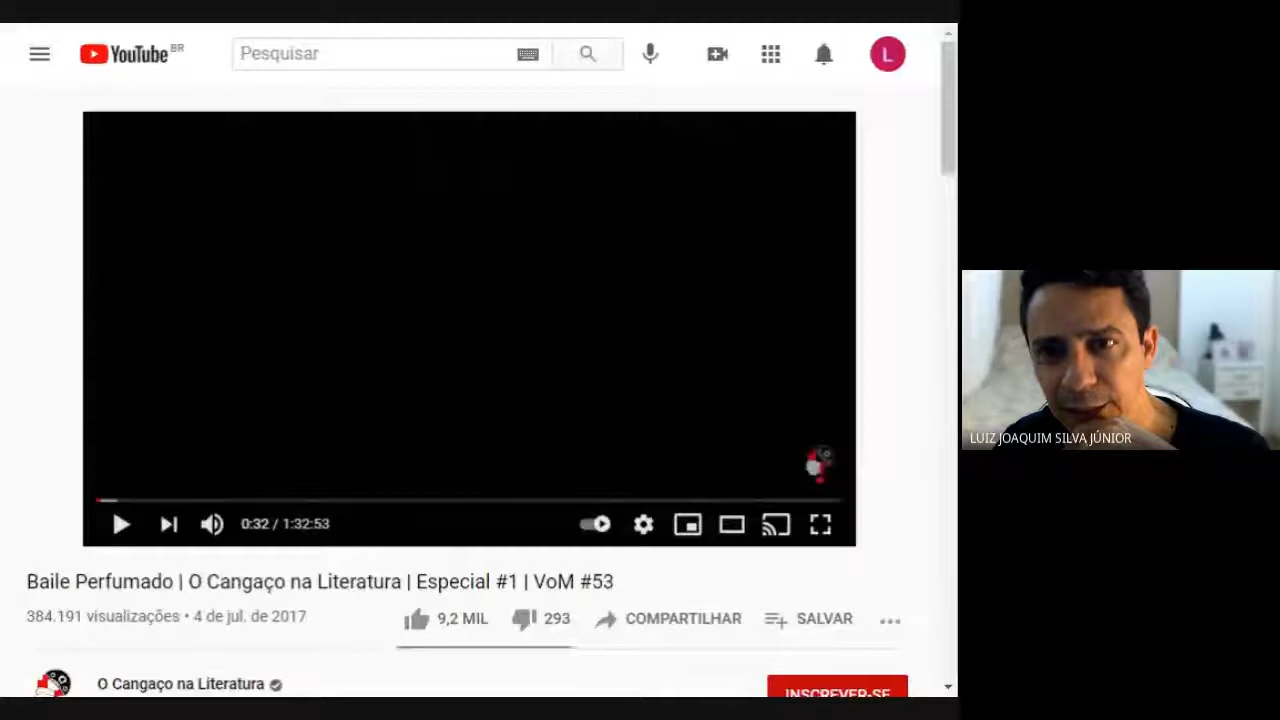 YouTube BR
Pesquisar
L
0:32 / 1:32:53
Baile Perfumado | O Cangaço na Literatura | Especial #1 | VoM #53
384.191 visualizações • 4 de jul. de 2017
9,2 MIL
293
COMPARTILHAR
SALVAR
O Cangaço na Literatura
INSCREVER-SE
LUIZ JOAQUIM SILVA JÚNIOR